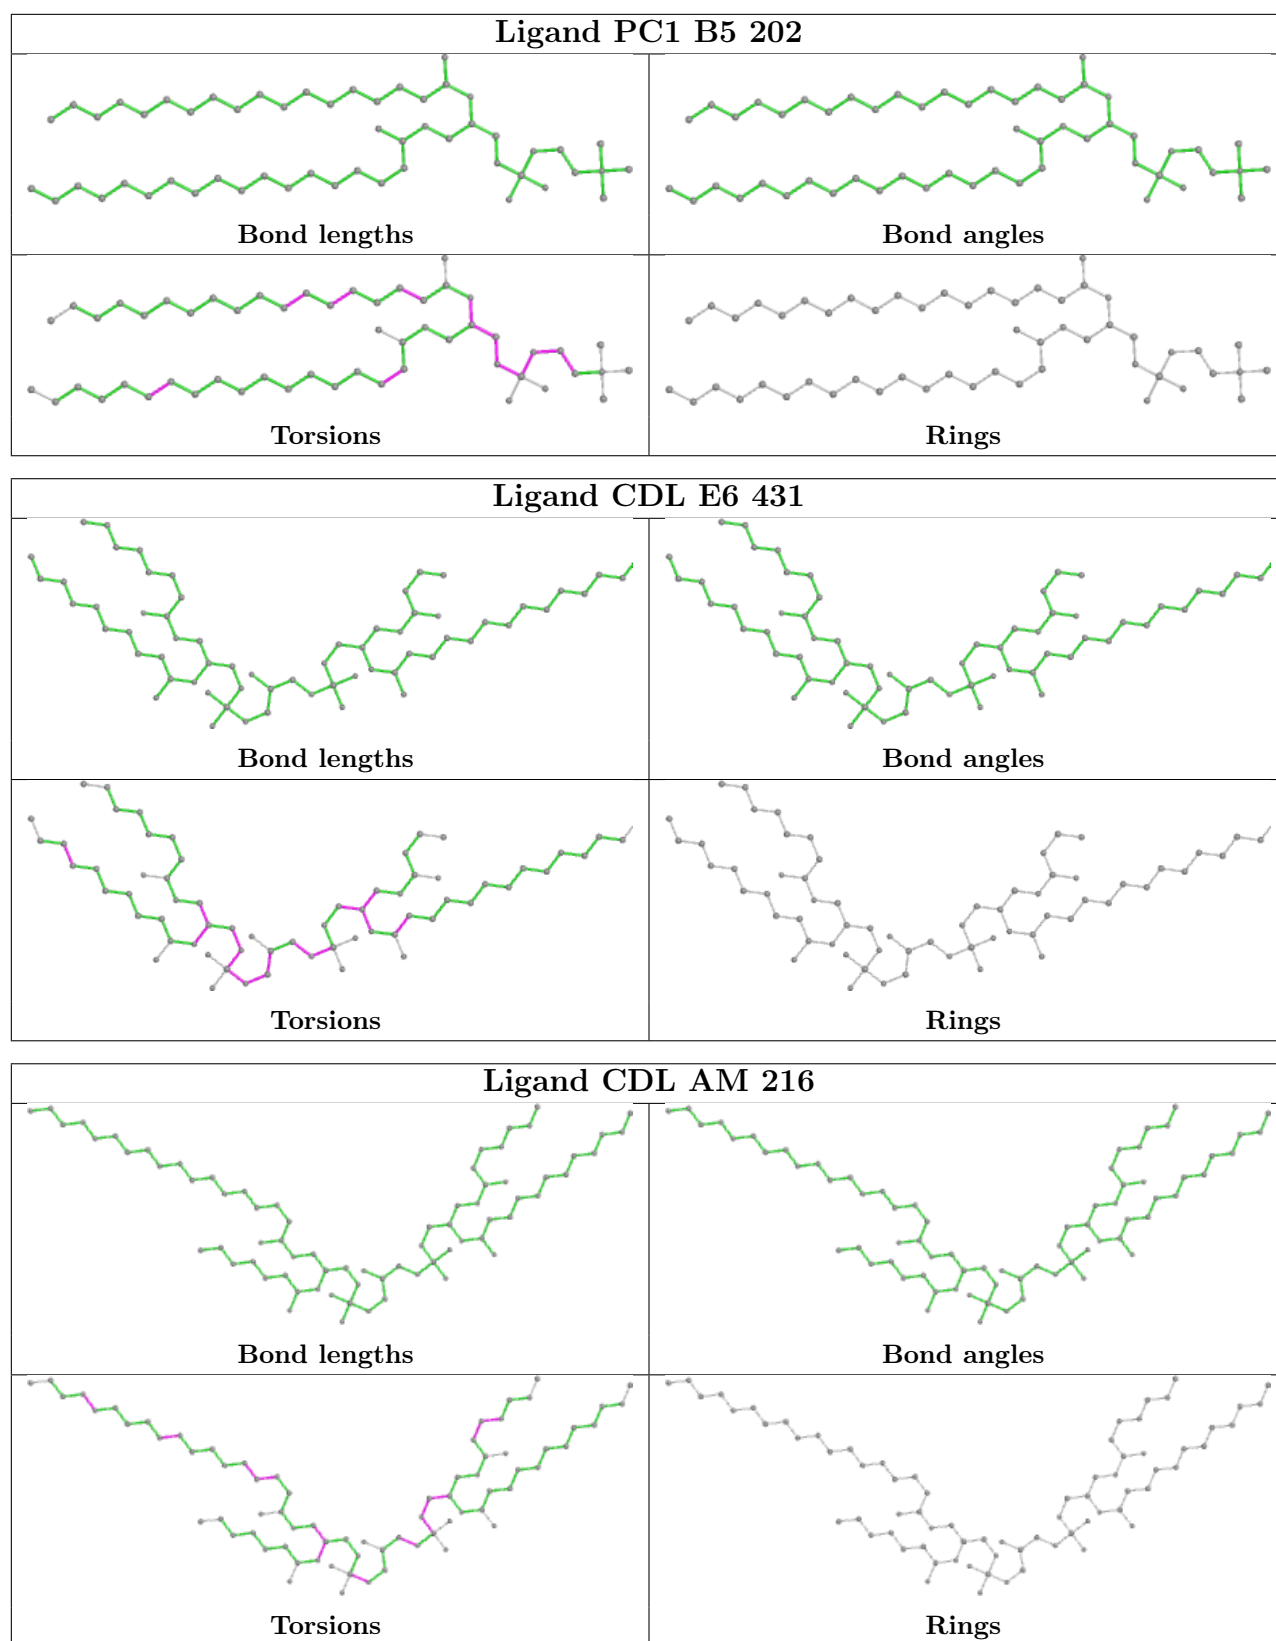 Ligand PC1 B5 202
Bond lengths
Bond angles
Torsions
Rings
Ligand CDL E6 431
Bond lengths
Bond angles
Torsions
Rings
Ligand CDL AM 216
Bond lengths
Bond angles
Torsions
Rings